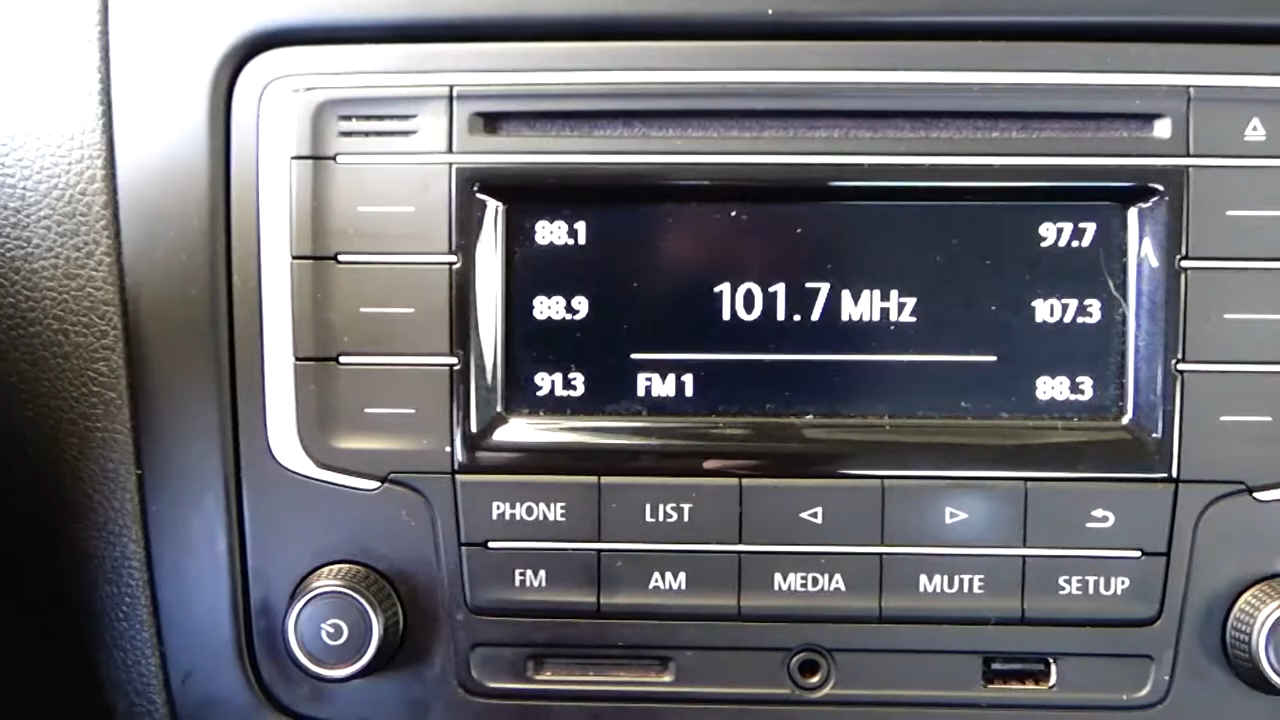 88.1 97.7
101.7 MHz
88.9 107.3
91.3 FM 1 88.3
PHONE LIST
FM AM MEDIA MUTE SETUP